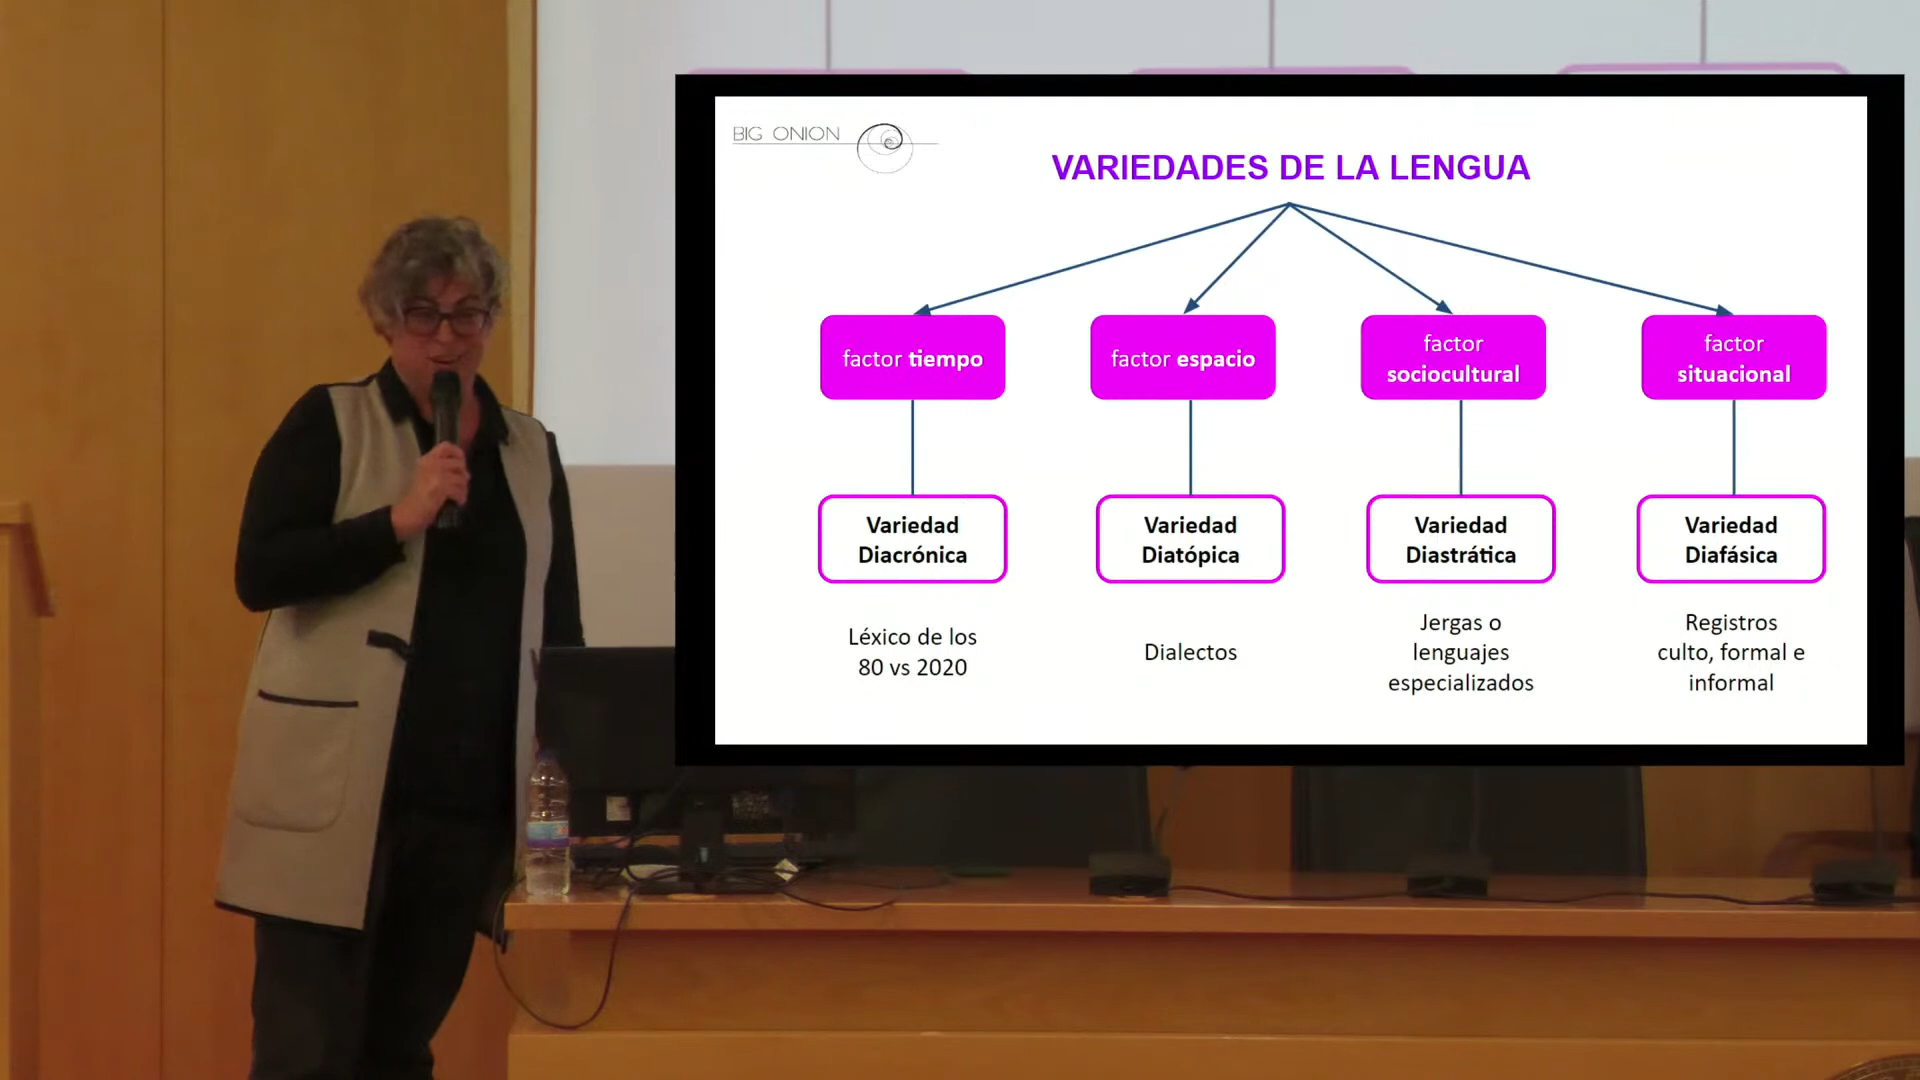 BIG ONION
VARIEDADES DE LA LENGUA
factor tiempo
factor espacio
factor
sociocultural
factor
situacional
Variedad
Diacrónica
Variedad
Diatópica
Variedad
Diastrática
Variedad
Diafásica
Léxico de los
80 vs 2020
Dialectos
Jergas o
lenguajes
especializados
Registros
culto, formal e
informal